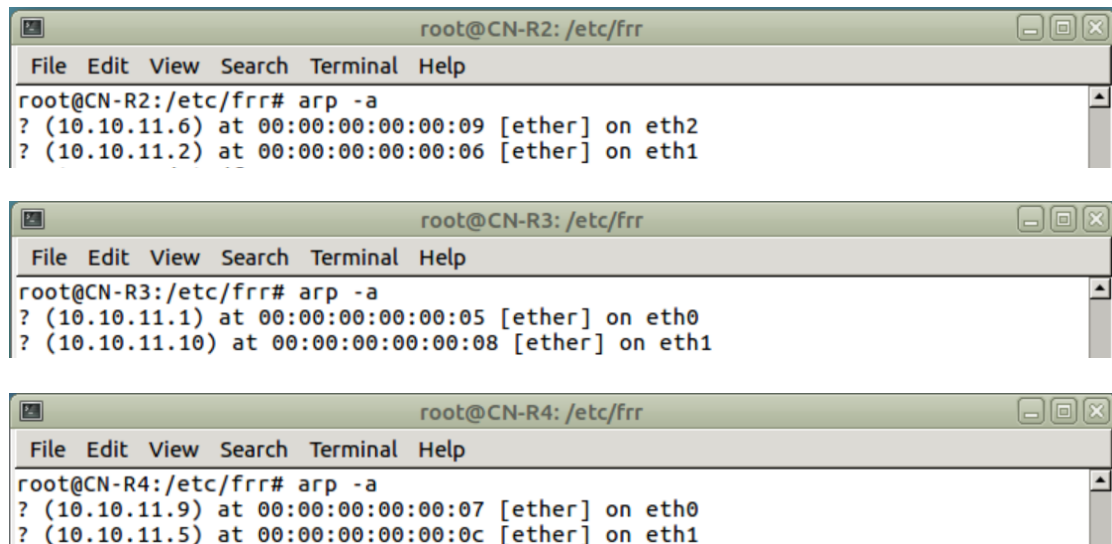 root@CN-R2: /etc/frr
File Edit View Search Terminal Help
root@CN-R2:/etc/frr# arp -a
? (10.10.11.6) at 00:00:00:00:00:09 [ether] on eth2
? (10.10.11.2) at 00:00:00:00:00:06 [ether] on eth1
root@CN-R3: /etc/frr
File Edit View Search Terminal Help
root@CN-R3:/etc/frr# arp -a
? (10.10.11.1) at 00:00:00:00:00:05 [ether] on eth0
? (10.10.11.10) at 00:00:00:00:00:08 [ether] on eth1
root@CN-R4: /etc/frr
File Edit View Search Terminal Help
root@CN-R4:/etc/frr# arp -a
? (10.10.11.9) at 00:00:00:00:00:07 [ether] on eth0
? (10.10.11.5) at 00:00:00:00:00:0c [ether] on eth1